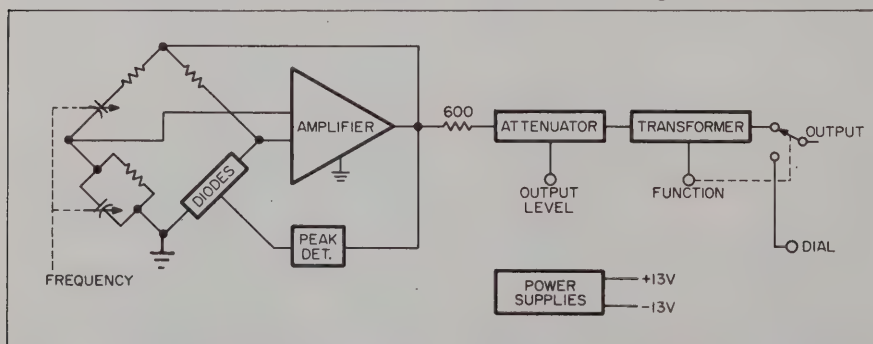 600
AMPLIFIER
ATTENUATOR
TRANSFORMER
OUTPUT
DIODES
OUTPUT
LEVEL
FUNCTION
PEAK
DET.
DIAL
FREQUENCY
POWER
SUPPLIES
+13V
-13V